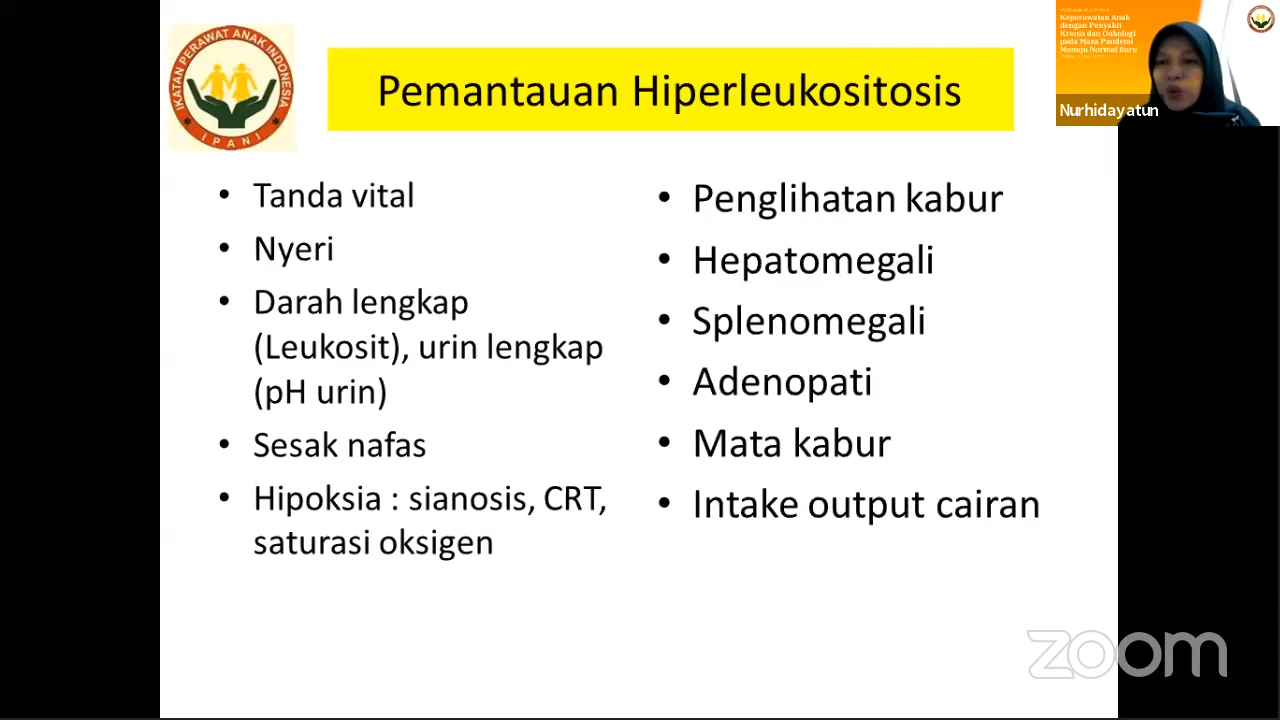 IKATAN PERAWAT ANAK INDONESIA
IPANI
Pemantauan Hiperleukositosis
• Tanda vital
• Nyeri
• Darah lengkap
(Leukosit), urin lengkap
(pH urin)
• Sesak nafas
• Hipoksia : sianosis, CRT,
saturasi oksigen
• Penglihatan kabur
• Hepatomegali
• Splenomegali
• Adenopati
• Mata kabur
• Intake output cairan
Keperawatan Anak
dengan Penyakit
Kronis dan Onkologi
pada Masa Pandemi
Menuju Normal Baru
Nurhidayatun
zoom